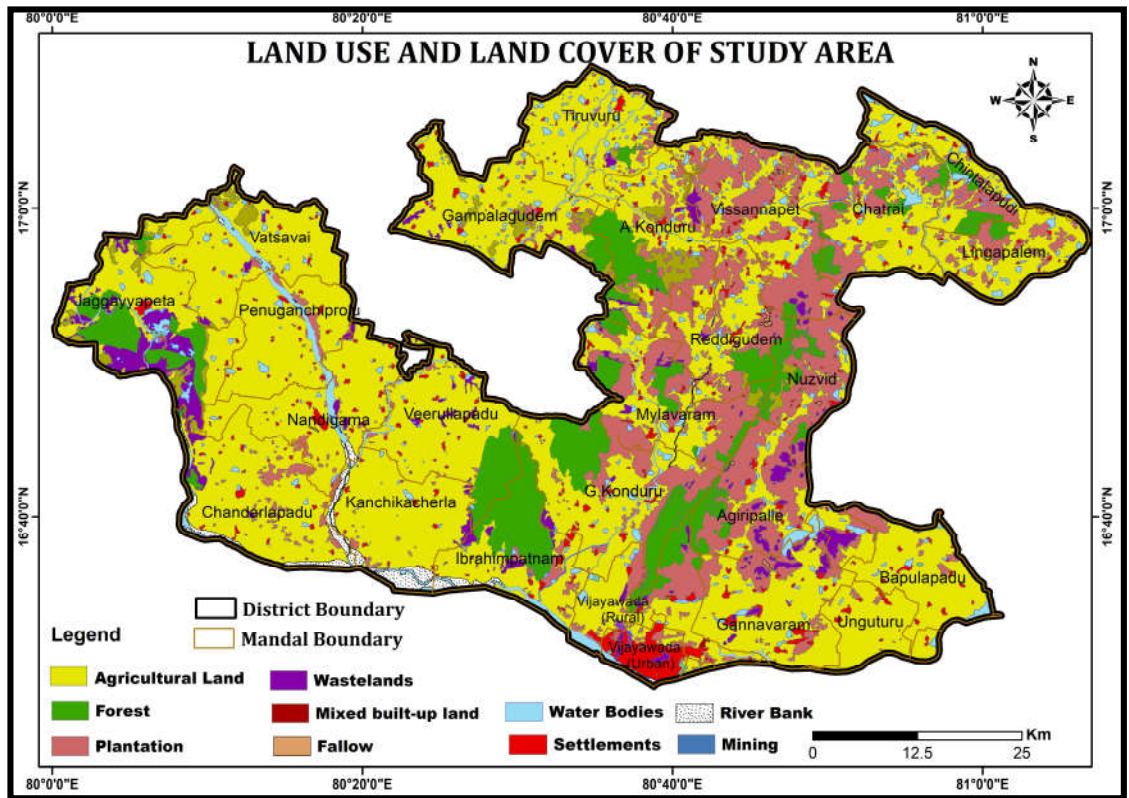 80°0'0"E
80°20'0"E
80°40'0"E
81°0'0"E
LAND USE AND LAND COVER OF STUDY AREA
N
W
E
S
17°0'0"N
17°0'0"N
16°40'0"N
16°40'0"N
Tiruvuru
Chintalapudi
Gampalagudem
Vissannapet
Chatrai
A.Konduru
Vatsavai
Lingapalem
Jaggayyapeta
Penuganchiprolu
Reddigudem
Nuzvid
Nandigama
Veerullapadu
Mylavaram
G.Konduru
Kanchikacherla
Chanderlapadu
Agiripalle
Ibrahimpatnam
Bapulapadu
Vijayawada
(Rural)
Gannavaram
Unguturu
Vijayawada
(Urban)
District Boundary
Legend
Mandal Boundary
Agricultural Land
Wastelands
Forest
Mixed built-up land
Water Bodies
River Bank
Plantation
Fallow
Settlements
Mining
Km
0
12.5
25
80°0'0"E
80°20'0"E
80°40'0"E
81°0'0"E